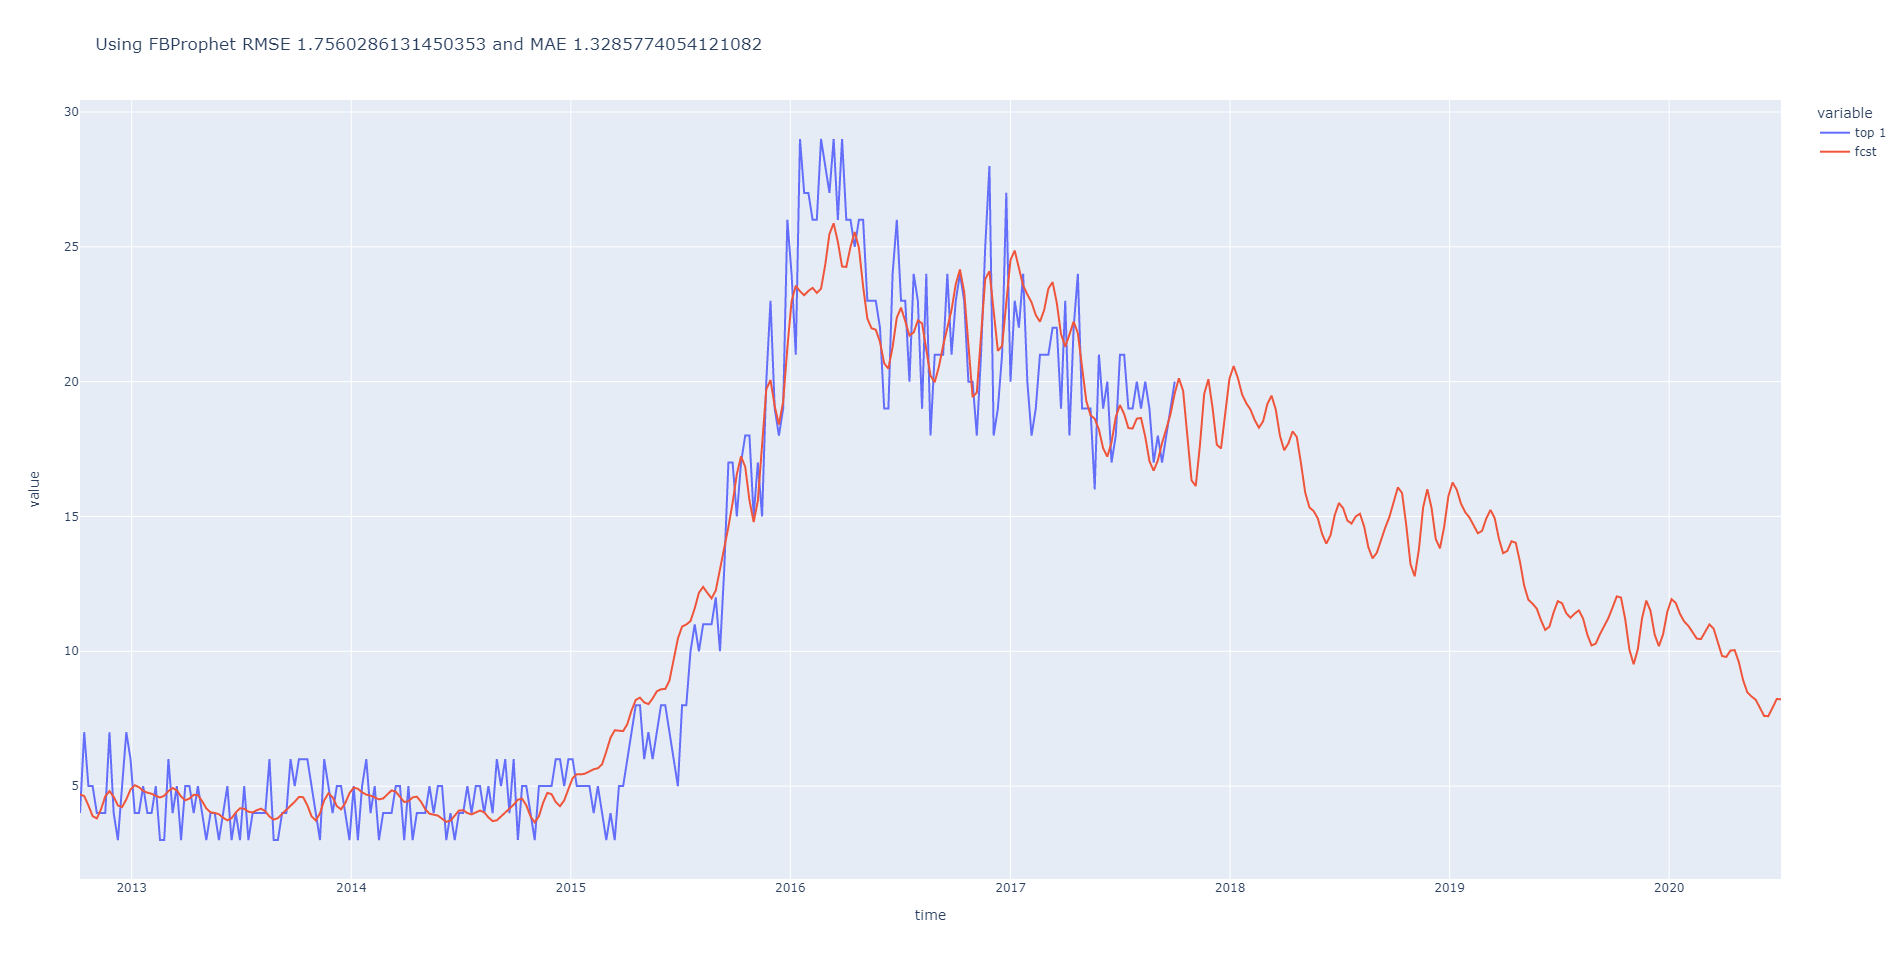 Using FBProphet RMSE 1.7560286131450353 and MAE 1.3285774054121082
variable
top 1
fcst
30
25
20
15
10
5
value
2013 2014 2015 2016 2017 2018 2019 2020
time